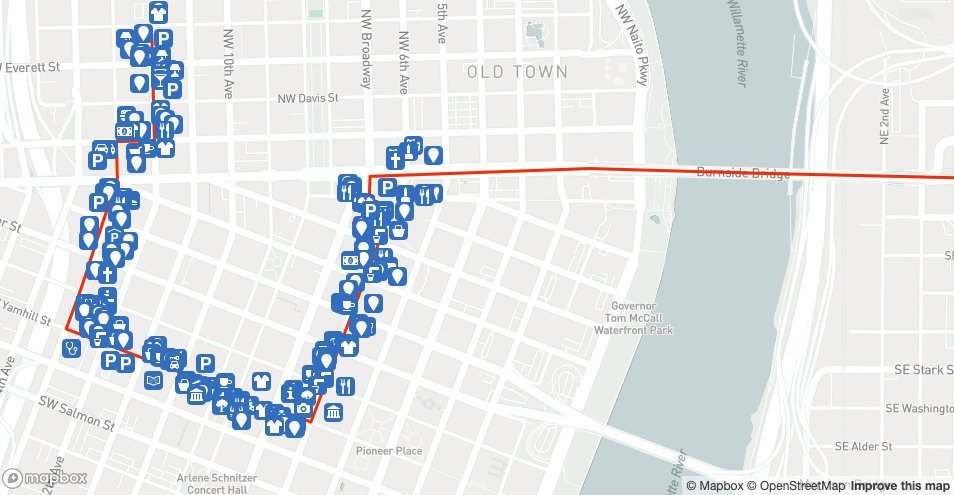 NW Everett St
NW 10th Ave
NW Broadway
NW 6th Ave
5th Ave
NW Naito Pkwy
Willamette River
OLD TOWN
NW Davis St
NE 2nd Ave
Burnside Bridge
St
Yamhill St
Governor
Tom McCall
Waterfront Park
SW Salmon St
SE Stark S
SE Washington
SE Alder St
Pioneer Place
Arlene Schnitzer
Concert Hall
Ave
River
mapbox
© Mapbox © OpenStreetMap Improve this map